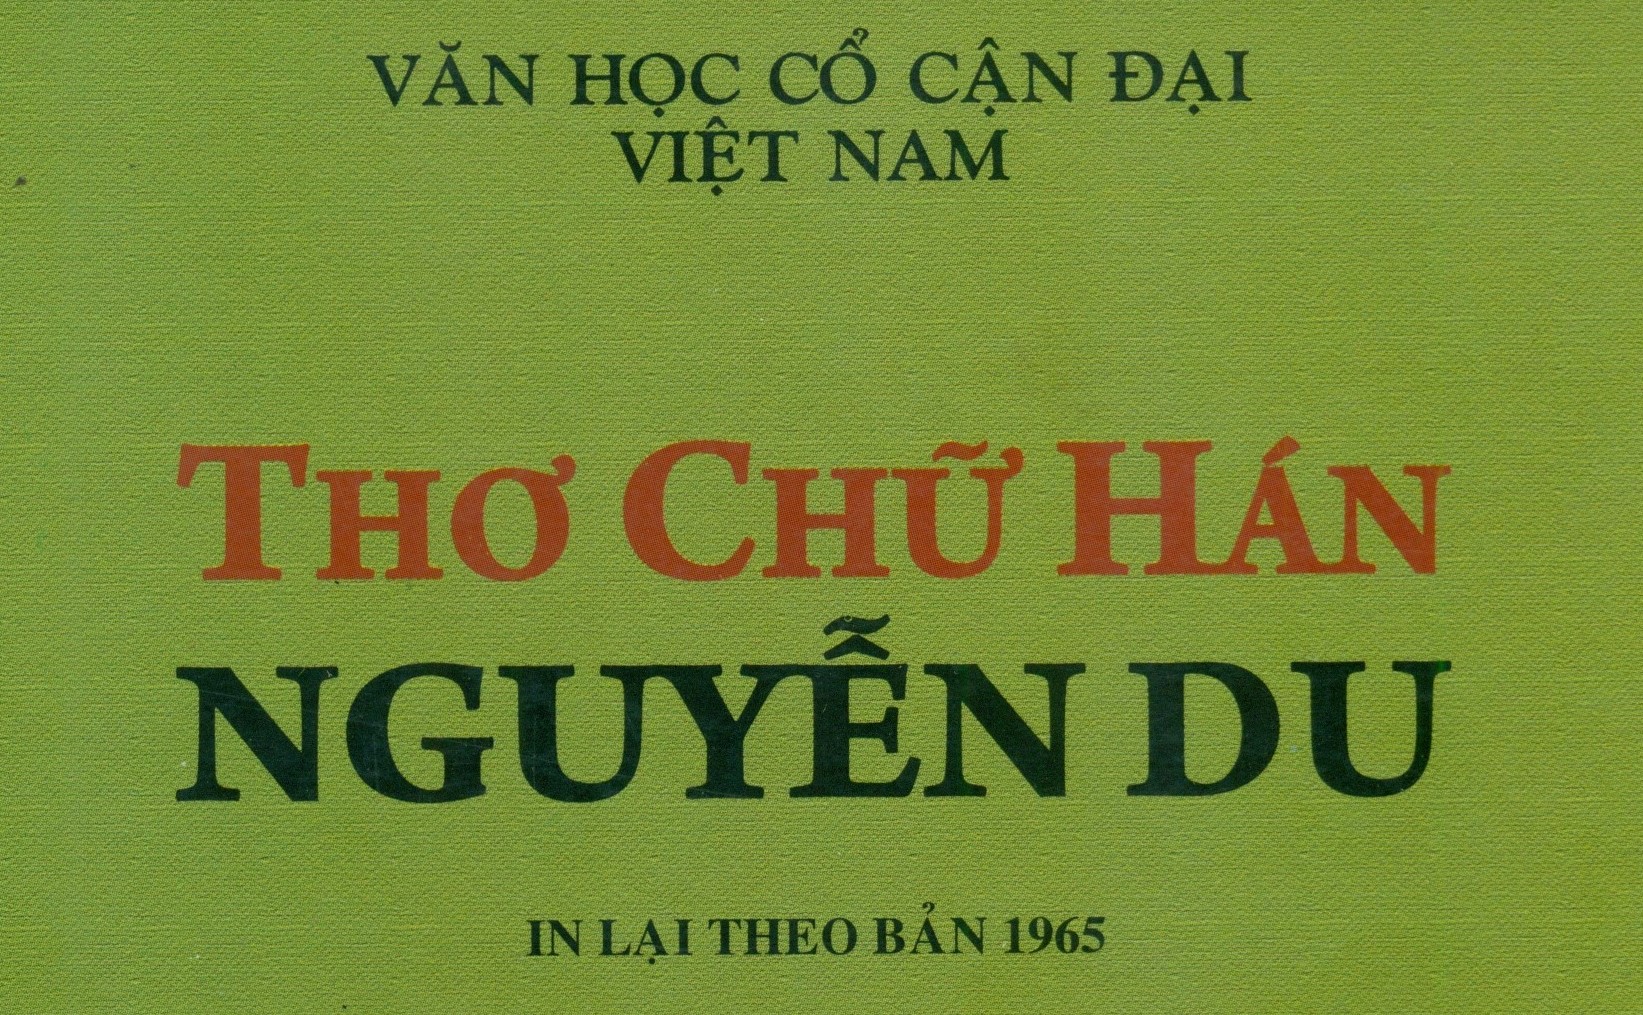 VĂN HỌC CỔ CẬN ĐẠI
VIỆT NAM
THƠ CHỮ HÁN
NGUYỄN DU
IN LẠI THEO BẢN 1965